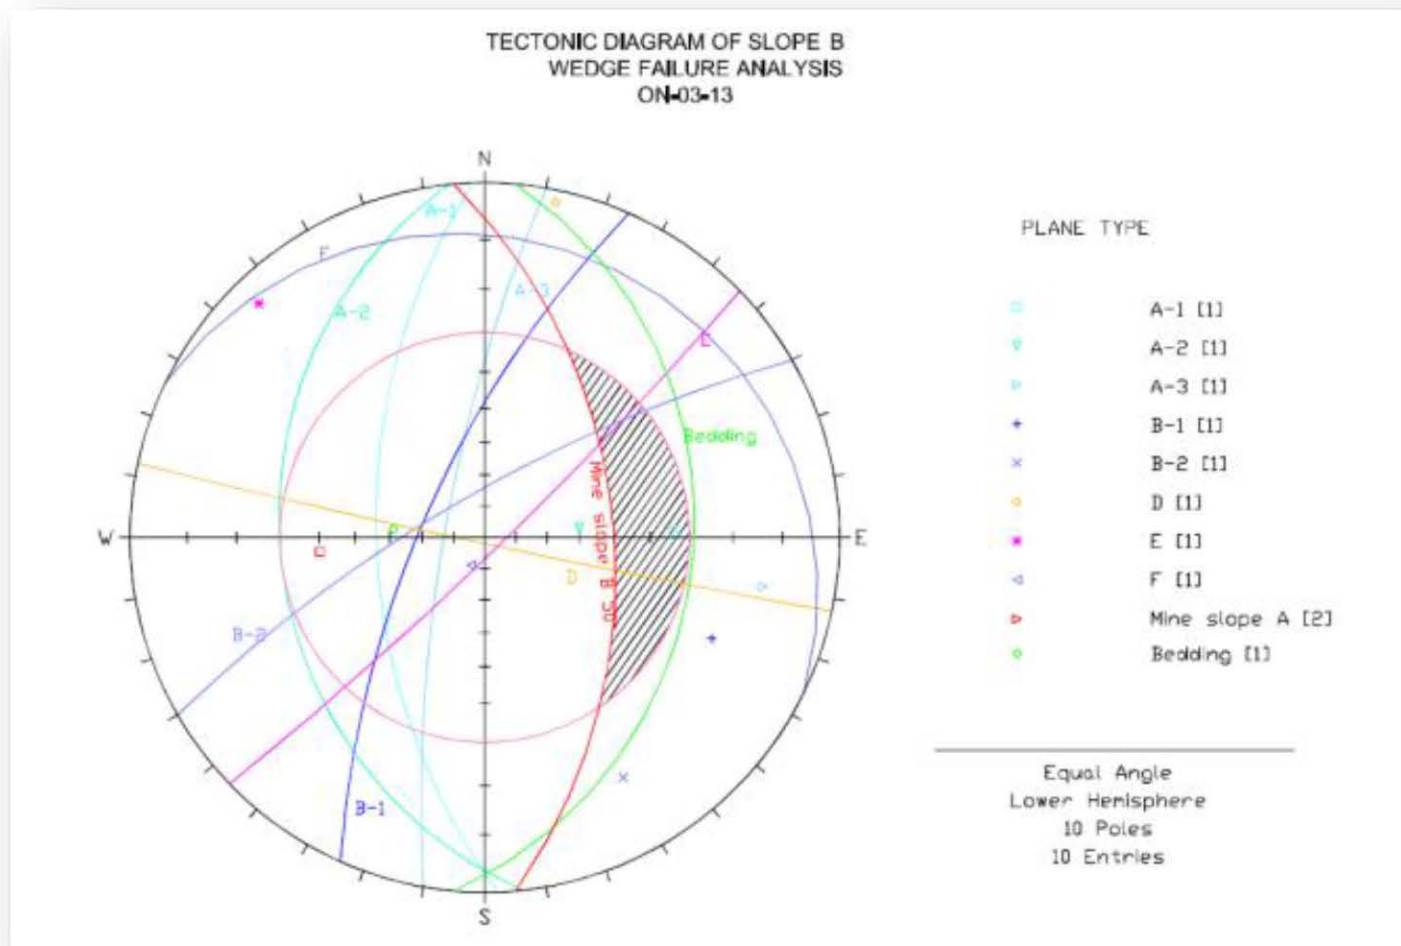 TECTONIC DIAGRAM OF SLOPE B
WEDGE FAILURE ANALYSIS
ON-03-13
N
A-1
F
A-3
A-2
E
Bedding
Mine slope B 50
W
E
D
B-2
B-1
S
PLANE TYPE
A-1 [1]
A-2 [1]
A-3 [1]
B-1 [1]
B-2 [1]
D [1]
E [1]
F [1]
Mine slope A [2]
Bedding [1]
Equal Angle
Lower Hemisphere
10 Poles
10 Entries